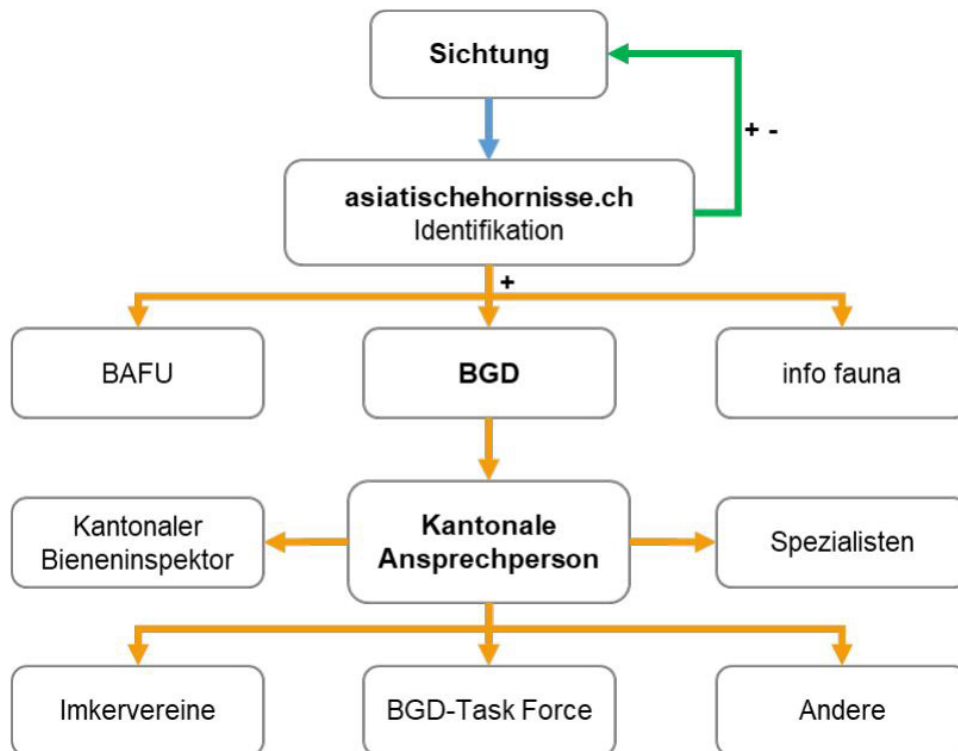 Sichtung
+ -
asiatischehornisse.ch
Identifikation
+
BAFU
BGD
info fauna
Kantonaler
Bieneninspektor
Kantonale
Ansprechperson
Spezialisten
Imkervereine
BGD-Task Force
Andere